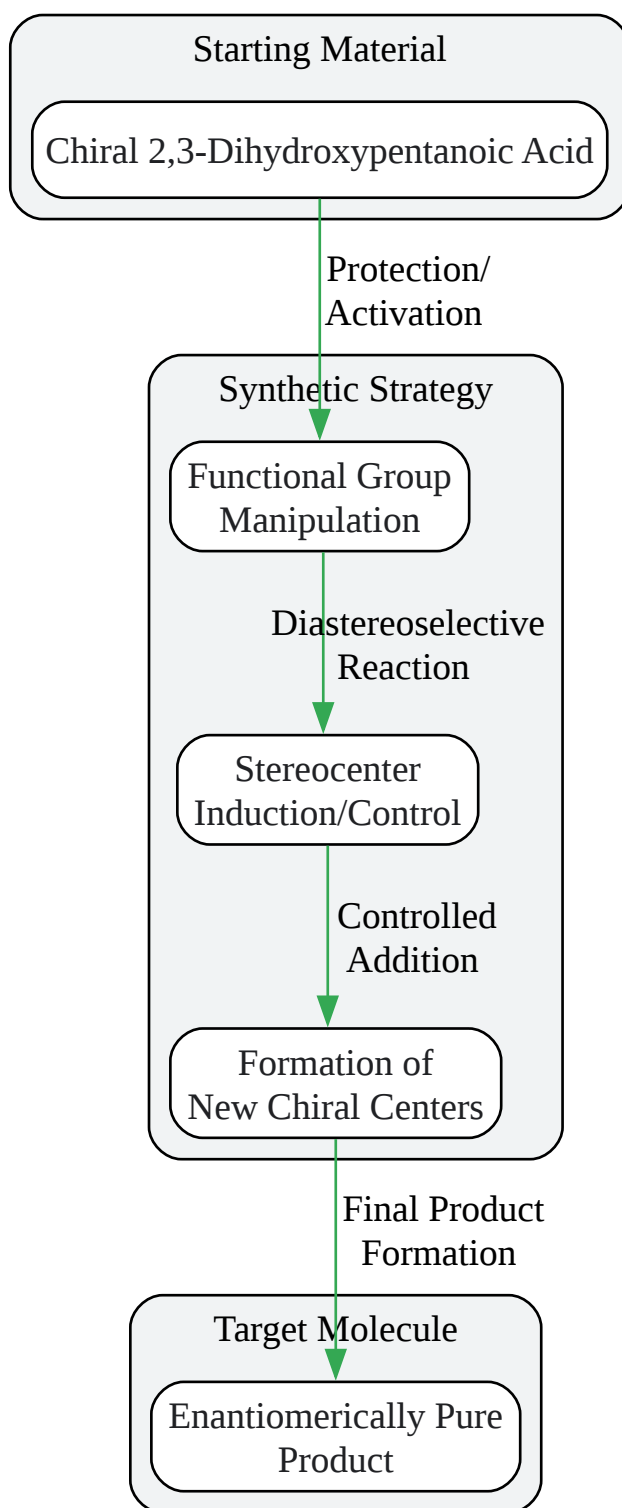 Starting Material
Chiral 2,3-Dihydroxypentanoic Acid
Protection/
Activation
Synthetic Strategy
Functional Group
Manipulation
Diastereoselective
Reaction
Stereocenter
Induction/Control
Controlled
Addition
Formation of
New Chiral Centers
Final Product
Formation
Target Molecule
Enantiomerically Pure
Product